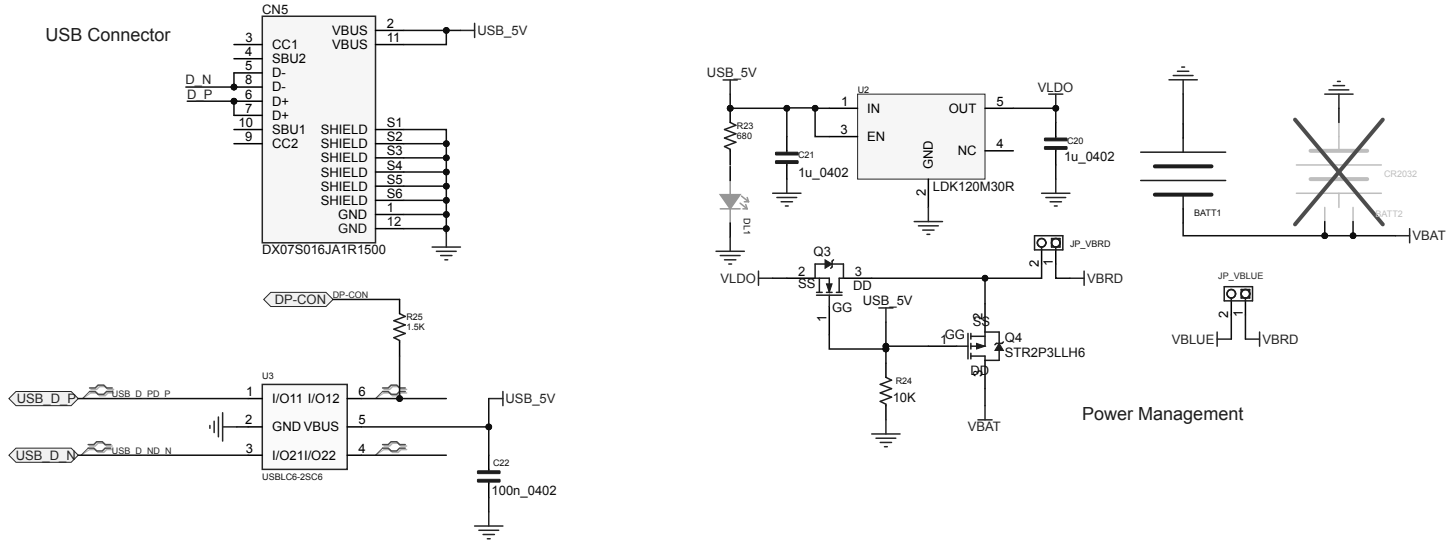 USB Connector
CN5
VBUS 2
VBUS 11
USB_5V
3 CC1
4 SBU2
5 D-
D_N 8 D-
D_P 6 D+
7 D+
10 SBU1
9 CC2
SHIELD S1
SHIELD S2
SHIELD S3
SHIELD S4
SHIELD S5
SHIELD S6
GND 1
GND 12
DX07S016JA1R1500
DP-CON DP-CON
R25
1.5K
U3
USB_D_P USB_D_PD_P 1 I/O11 I/O12 6
2 GND VBUS 5 USB_5V
USB_D_N USB_D_ND_N 3 I/O21 I/O22 4
USBLC6-2SC6
C22
100n_0402
USB_5V
R23
680
DL1
C21
1u_0402
U2
1 IN OUT 5
3 EN
GND
NC 4
2
LDK120M30R
VLDO
C20
1u_0402
Q3
VLDO 2 3
SS DD
GG
1
USB_5V
R24
10K
JP_VBRD
2 1
VBRD
SS
2
1 GG
Q4
STR2P3LLH6
DD
3
VBAT
BATT1
CR2032
BATT2
VBAT
JP_VBLUE
2 1
VBLUE VBRD
Power Management